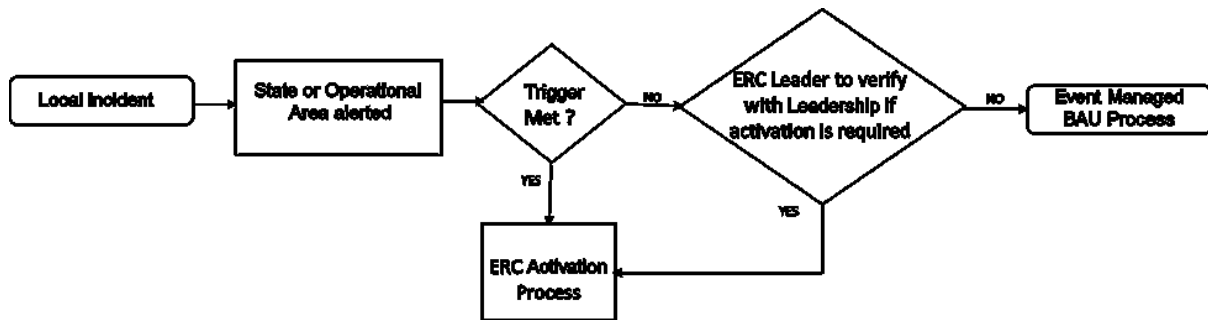 Local Incident
State or Operational
Area alerted
Trigger
Met ?
NO
ERC Leader to verify
with Leadership if
activation is required
NO
Event Managed
BAU Process
YES
YES
ERC Activation
Process